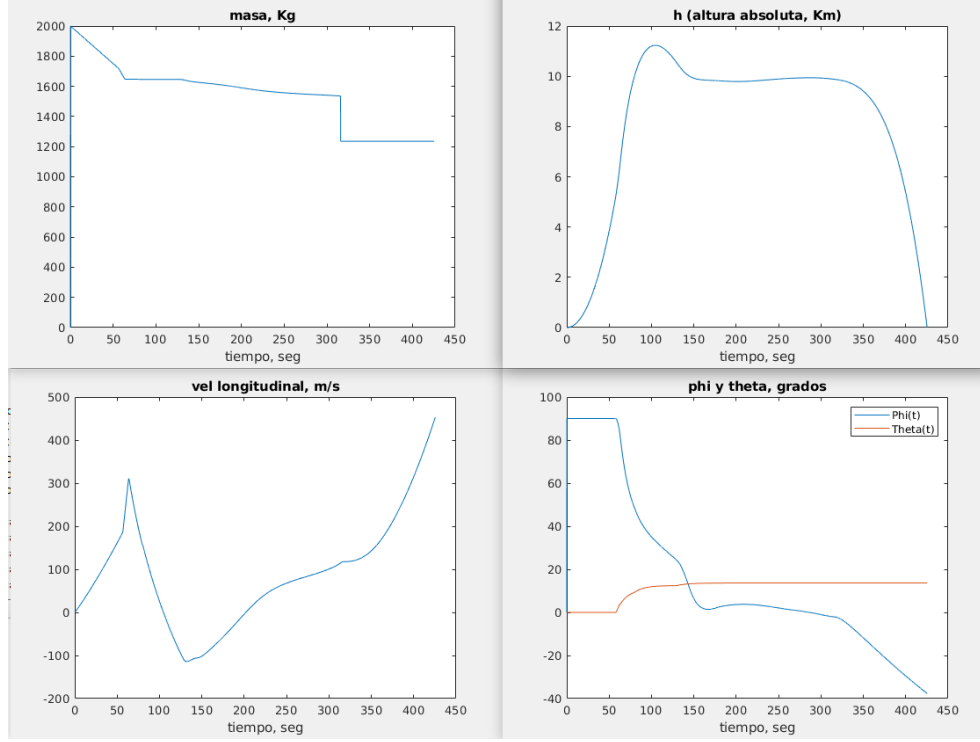 masa, Kg
2000
1800
1600
1400
1200
1000
800
600
400
200
0
0 50 100 150 200 250 300 350 400 450
tiempo, seg
h (altura absoluta, Km)
12
10
8
6
4
2
0
0 50 100 150 200 250 300 350 400 450
tiempo, seg
vel longitudinal, m/s
500
400
300
200
100
0
-100
-200
0 50 100 150 200 250 300 350 400 450
tiempo, seg
phi y theta, grados
100
80
60
40
20
0
-20
-40
0 50 100 150 200 250 300 350 400 450
tiempo, seg
Phi(t)
Theta(t)